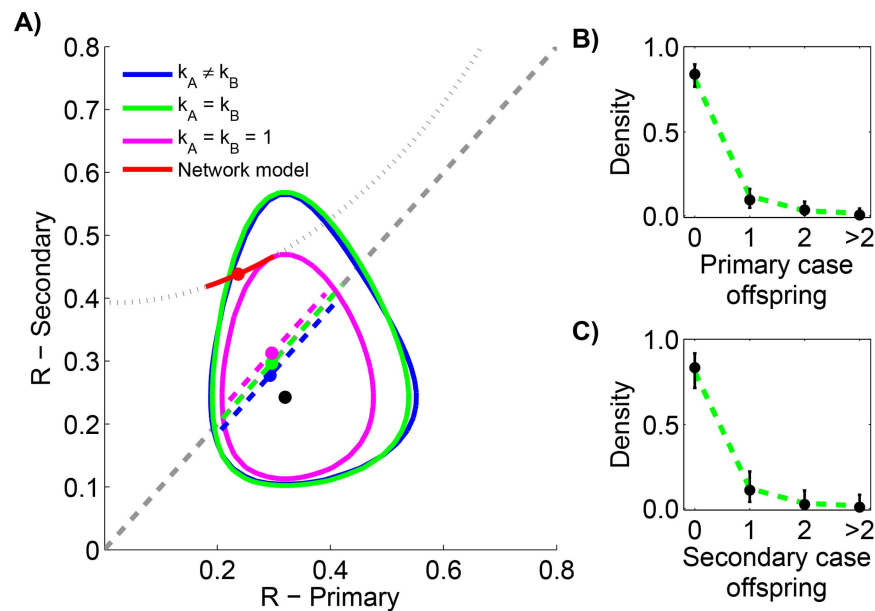 A)
0.8
0.7
0.6
0.5
0.4
0.3
0.2
0.1
0
R − Secondary
k_A ≠ k_B
k_A = k_B
k_A = k_B = 1
Network model
0.2 0.4 0.6 0.8
R − Primary
B)
1.0
0.5
0.0
Density
0 1 2 >2
Primary case
offspring
C)
1.0
0.5
0.0
Density
0 1 2 >2
Secondary case
offspring